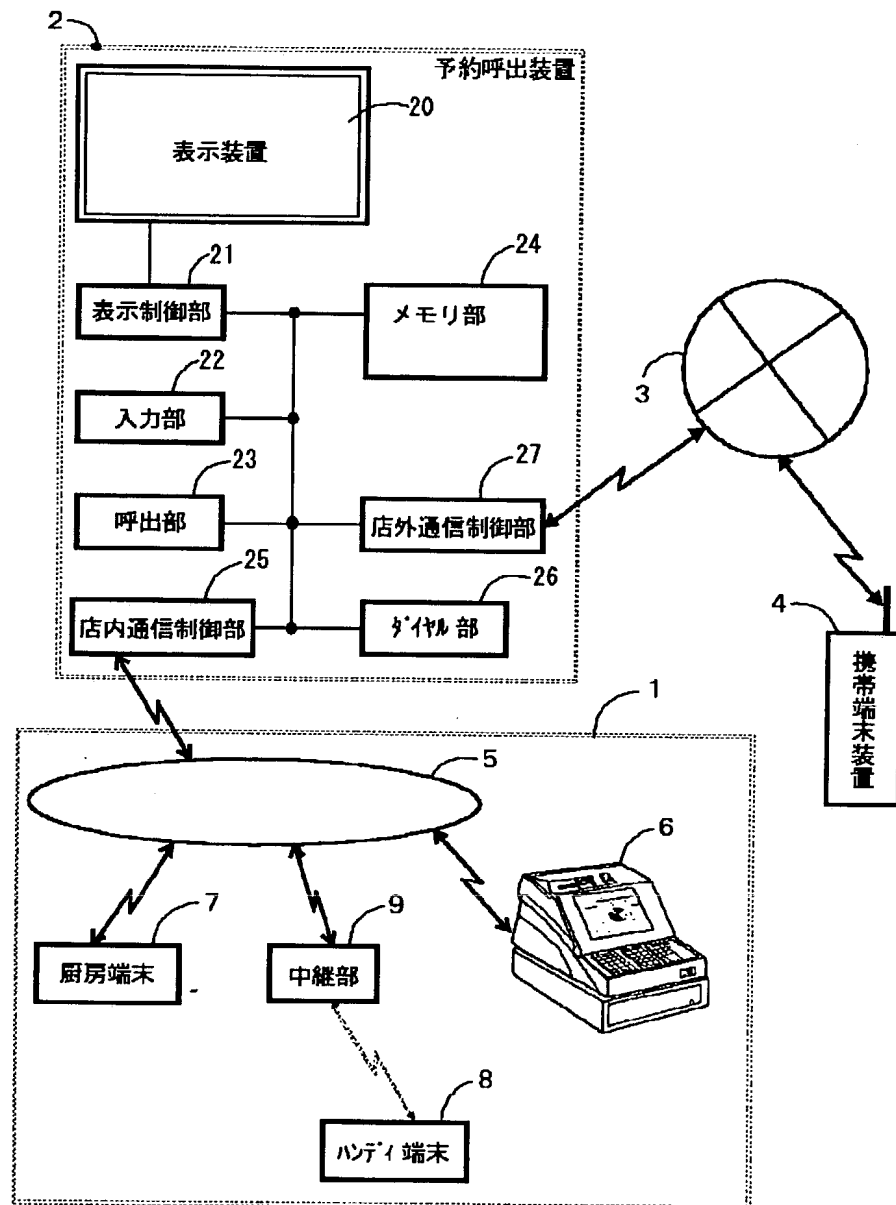 2
予約呼出装置
20
表示装置
21
表示制御部
24
メモリ部
22
入力部
3
23
呼出部
27
店外通信制御部
25
店内通信制御部
26
ﾀﾞｲﾔﾙ部
4
携帯端末装置
1
5
6
7
厨房端末
9
中継部
8
ﾊﾝﾃﾞｨ端末